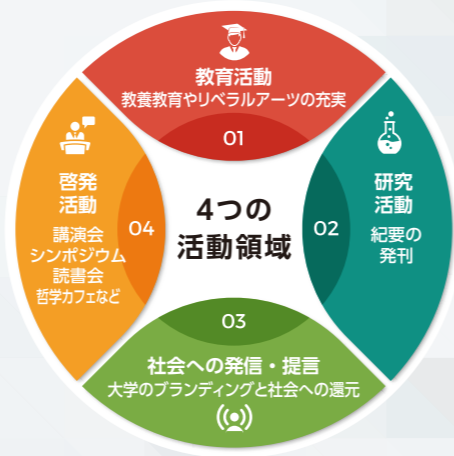 4つの
活動領域
教育活動
教養教育やリベラルアーツの充実
01
研究
活動
紀要の
発刊
02
03
社会への発信・提言
大学のブランディングと社会への還元
啓発
活動
講演会
シンポジウム
読書会
哲学カフェなど
04